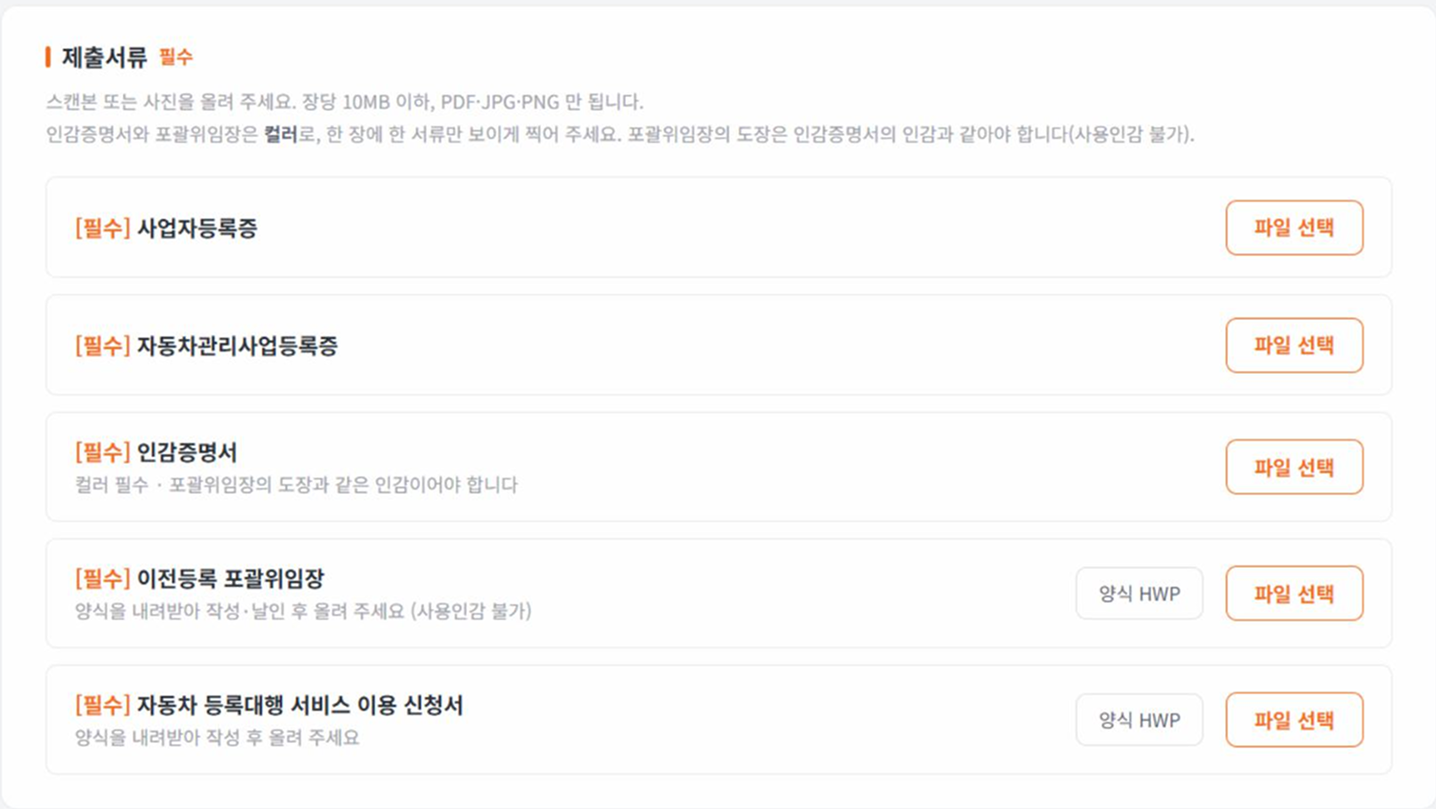 제출서류 필수
스캔본 또는 사진을 올려 주세요. 장당 10MB 이하, PDF·JPG·PNG 만 됩니다.
인감증명서와 포괄위임장은 컬러로, 한 장에 한 서류만 보이게 찍어 주세요. 포괄위임장의 도장은 인감증명서의 인감과 같아야 합니다(사용인감 불가).
[필수] 사업자등록증
파일 선택
[필수] 자동차관리사업등록증
파일 선택
[필수] 인감증명서
컬러 필수 · 포괄위임장의 도장과 같은 인감이어야 합니다
파일 선택
[필수] 이전등록 포괄위임장
양식을 내려받아 작성·날인 후 올려 주세요 (사용인감 불가)
양식 HWP
파일 선택
[필수] 자동차 등록대행 서비스 이용 신청서
양식을 내려받아 작성 후 올려 주세요
양식 HWP
파일 선택